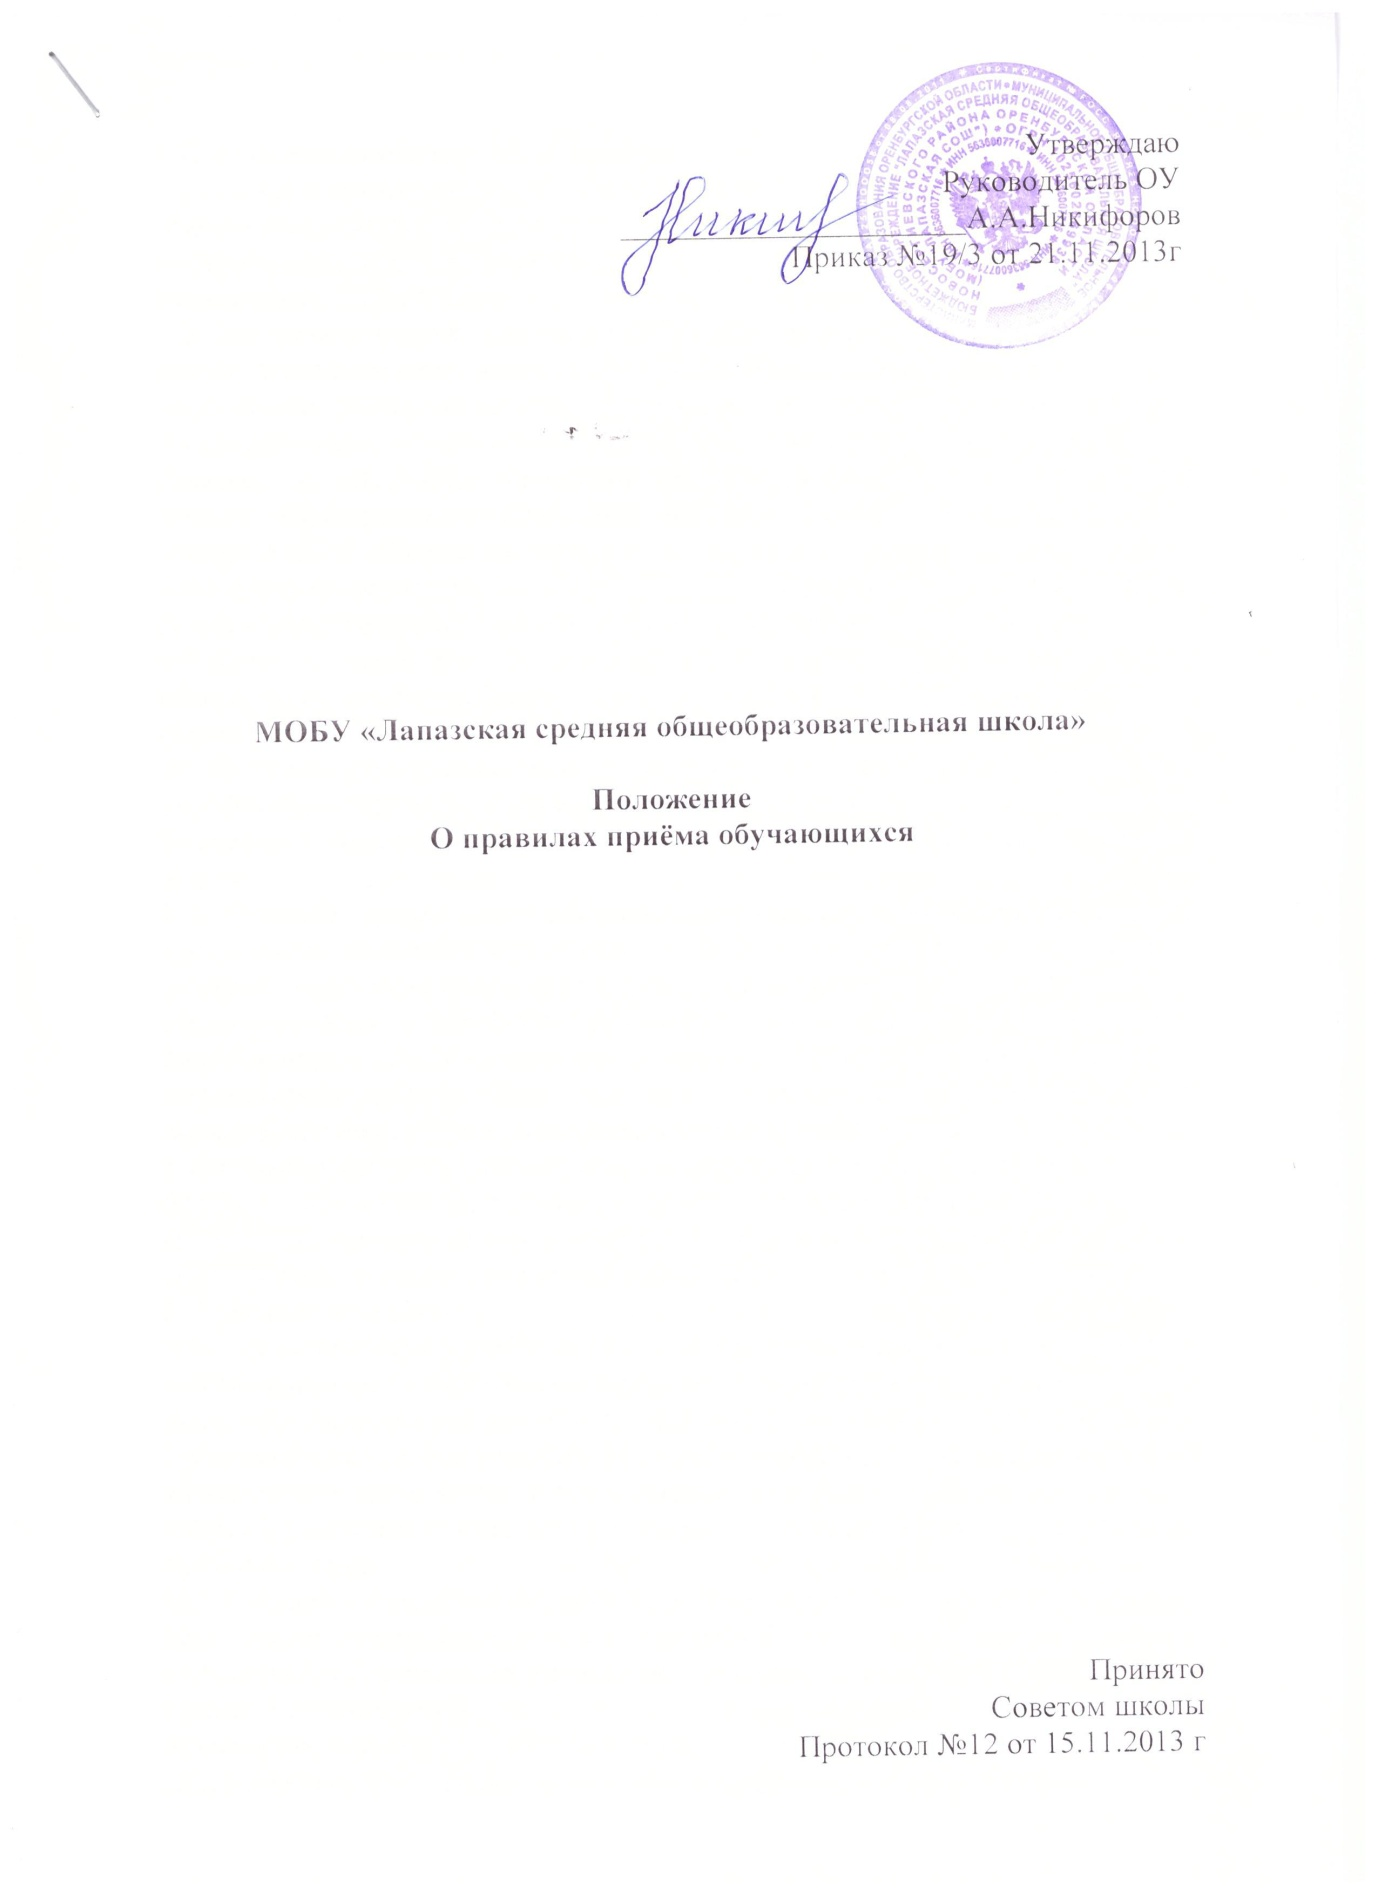 Утверждаю
Руководитель ОУ
А.А.Никифоров
Приказ №19/3 от 21.11.2013г
МОБУ «Лапазская средняя общеобразовательная школа»
Положение
О правилах приёма обучающихся
Принято
Советом школы
Протокол №12 от 15.11.2013 г